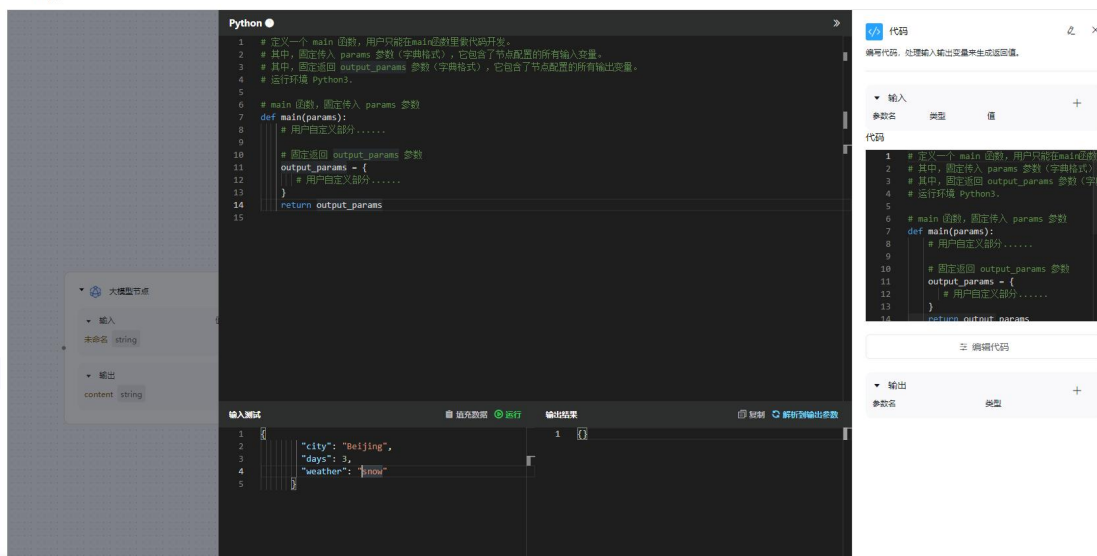 Python
1 # 定义一个 main 函数，用户只能在main函数里做代码开发。
2 # 其中，固定传入 params 参数（字典格式），它包含了节点配置的所有输入变量。
3 # 其中，固定返回 output_params 参数（字典格式），它包含了节点配置的所有输出变量。
4 # 运行环境 Python3.
5
6 # main 函数，固定传入 params 参数
7 def main(params):
8 # 用户自定义部分......
9
10 # 固定返回 output_params 参数
11 output_params = {
12 # 用户自定义部分......
13 }
14 return output_params
15
大模型节点
输入
未命名 string
输出
content string
输入测试 填充数据 运行
1 {
2 "city": "Beijing",
3 "days": 3,
4 "weather": "snow"
5 }
输出结果 复制 解析到输出参数
1 {}
代码
编写代码，处理输入输出变量来生成返回值。
输入
参数名 类型 值
代码
1 # 定义一个 main 函数，用户只能在main函数
2 # 其中，固定传入 params 参数（字典格式）
3 # 其中，固定返回 output_params 参数（字
4 # 运行环境 Python3.
5
6 # main 函数，固定传入 params 参数
7 def main(params):
8 # 用户自定义部分......
9
10 # 固定返回 output_params 参数
11 output_params = {
12 # 用户自定义部分......
13 }
14 return output_params
编辑代码
输出
参数名 类型